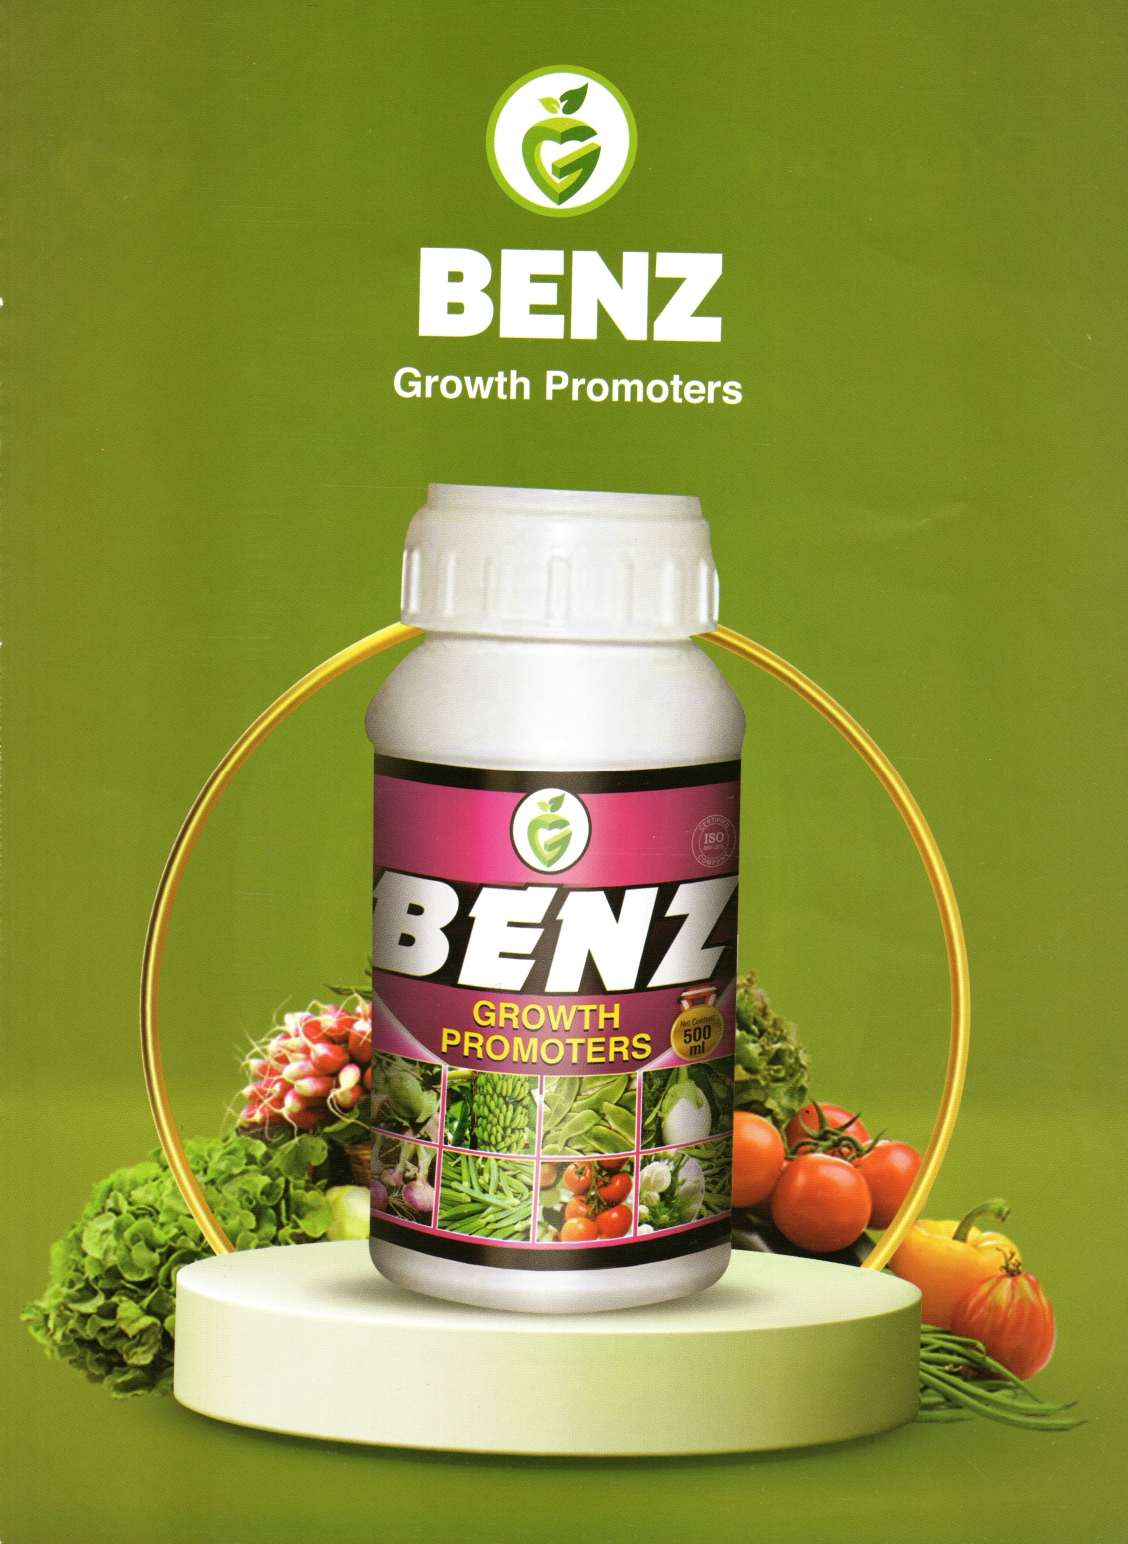 BENZ
Growth Promoters
CERTIFIED
ISO
COMPANY
BENZ
GROWTH
PROMOTERS
Net Content
500
ml